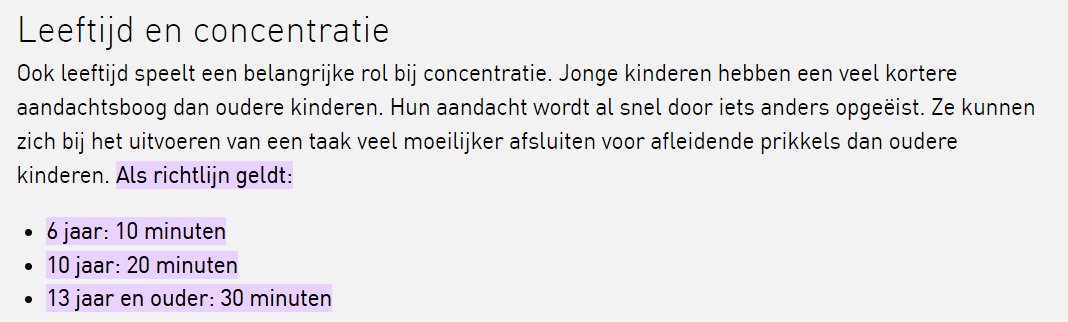 Leeftijd en concentratie
Ook leeftijd speelt een belangrijke rol bij concentratie. Jonge kinderen hebben een veel kortere
aandachtsboog dan oudere kinderen. Hun aandacht wordt al snel door iets anders opgeëist. Ze kunnen
zich bij het uitvoeren van een taak veel moeilijker afsluiten voor afleidende prikkels dan oudere
kinderen. Als richtlijn geldt:
• 6 jaar: 10 minuten
• 10 jaar: 20 minuten
• 13 jaar en ouder: 30 minuten